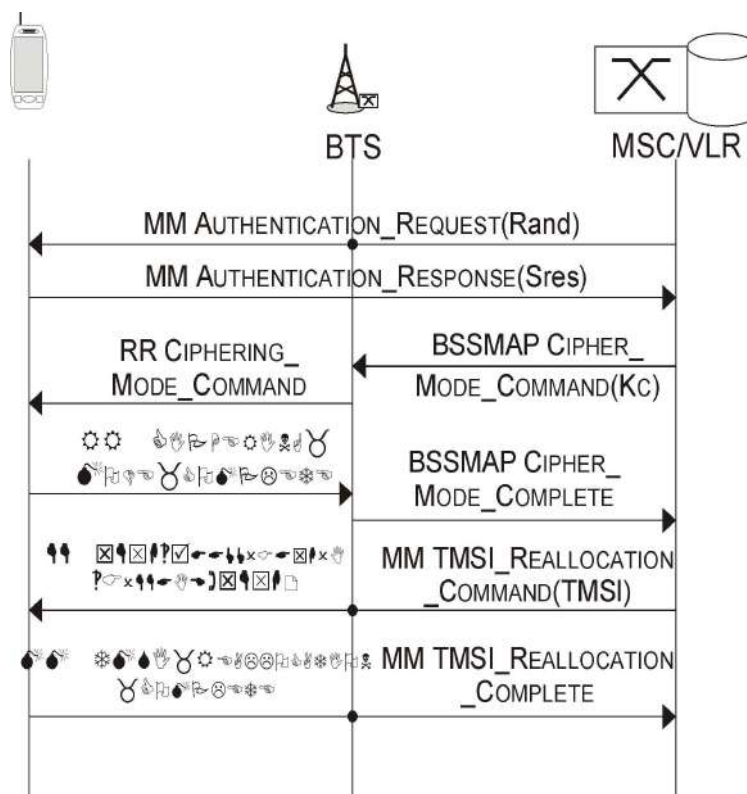 BTS
MSC/VLR
MM AUTHENTICATION_REQUEST(Rand)
MM AUTHENTICATION_RESPONSE(Sres)
RR CIPHERING_
MODE_COMMAND
BSSMAP CIPHER_
MODE_COMMAND(KC)
BSSMAP CIPHER_
MODE_COMPLETE
MM TMSI_REALLOCATION
_COMMAND(TMSI)
MM TMSI_REALLOCATION
_COMPLETE